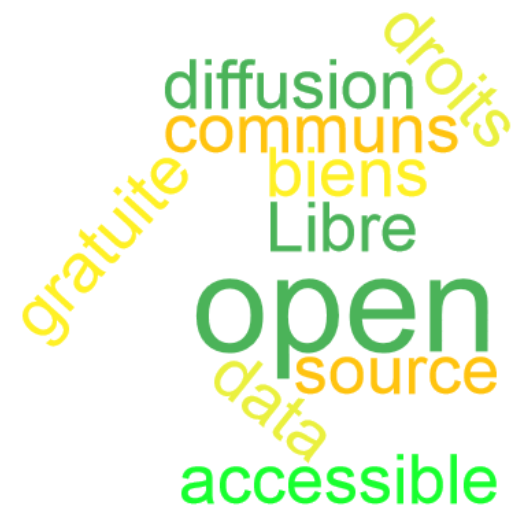 droits
diffusion
communs
biens
gratuite
Libre
open
source
data
accessible